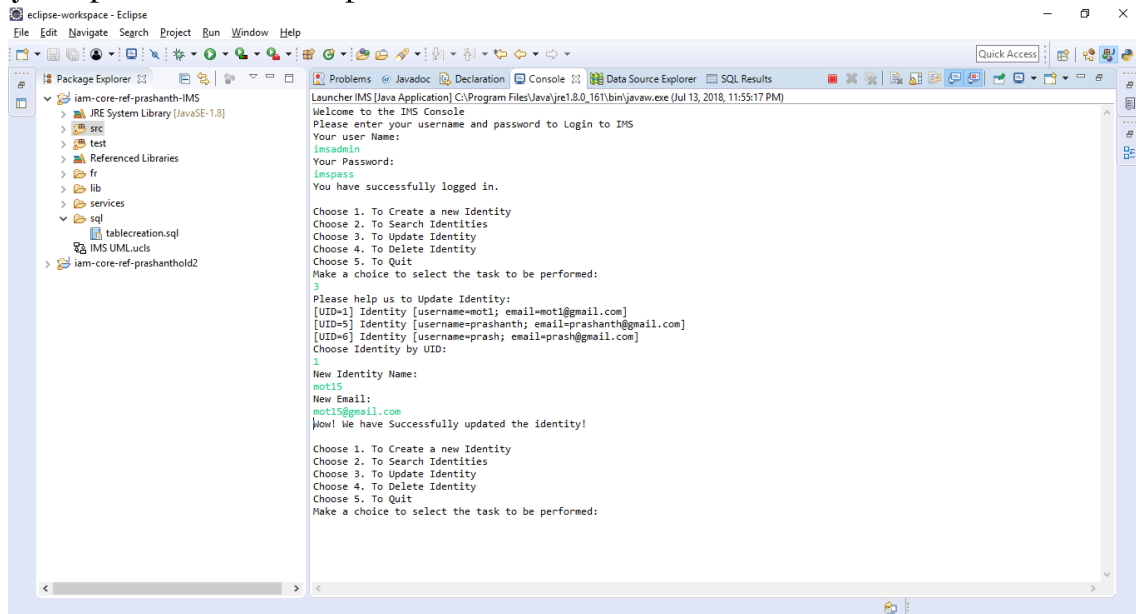 eclipse-workspace - Eclipse
File Edit Navigate Search Project Run Window Help
Quick Access
Package Explorer
iam-core-ref-prashanth-IMS
JRE System Library [JavaSE-1.8]
src
test
Referenced Libraries
fr
lib
services
sql
tablecreation.sql
IMS UML.ucls
iam-core-ref-prashanthold2
Problems @ Javadoc Declaration Console Data Source Explorer SQL Results
Launcher IMS [Java Application] C:\Program Files\Java\jre1.8.0_161\bin\javaw.exe (Jul 13, 2018, 11:55:17 PM)
Welcome to the IMS Console
Please enter your username and password to Login to IMS
Your user Name:
imsadmin
Your Password:
imspass
You have successfully logged in.
Choose 1. To Create a new Identity
Choose 2. To Search Identities
Choose 3. To Update Identity
Choose 4. To Delete Identity
Choose 5. To Quit
Make a choice to select the task to be performed:
3
Please help us to Update Identity:
[UID=1] Identity [username=mot1; email=mot1@gmail.com]
[UID=5] Identity [username=prashanth; email=prashanth@gmail.com]
[UID=6] Identity [username=prash; email=prash@gmail.com]
Choose Identity by UID:
1
New Identity Name:
mot15
New Email:
mot15@gmail.com
Wow! We have Successfully updated the identity!
Choose 1. To Create a new Identity
Choose 2. To Search Identities
Choose 3. To Update Identity
Choose 4. To Delete Identity
Choose 5. To Quit
Make a choice to select the task to be performed: